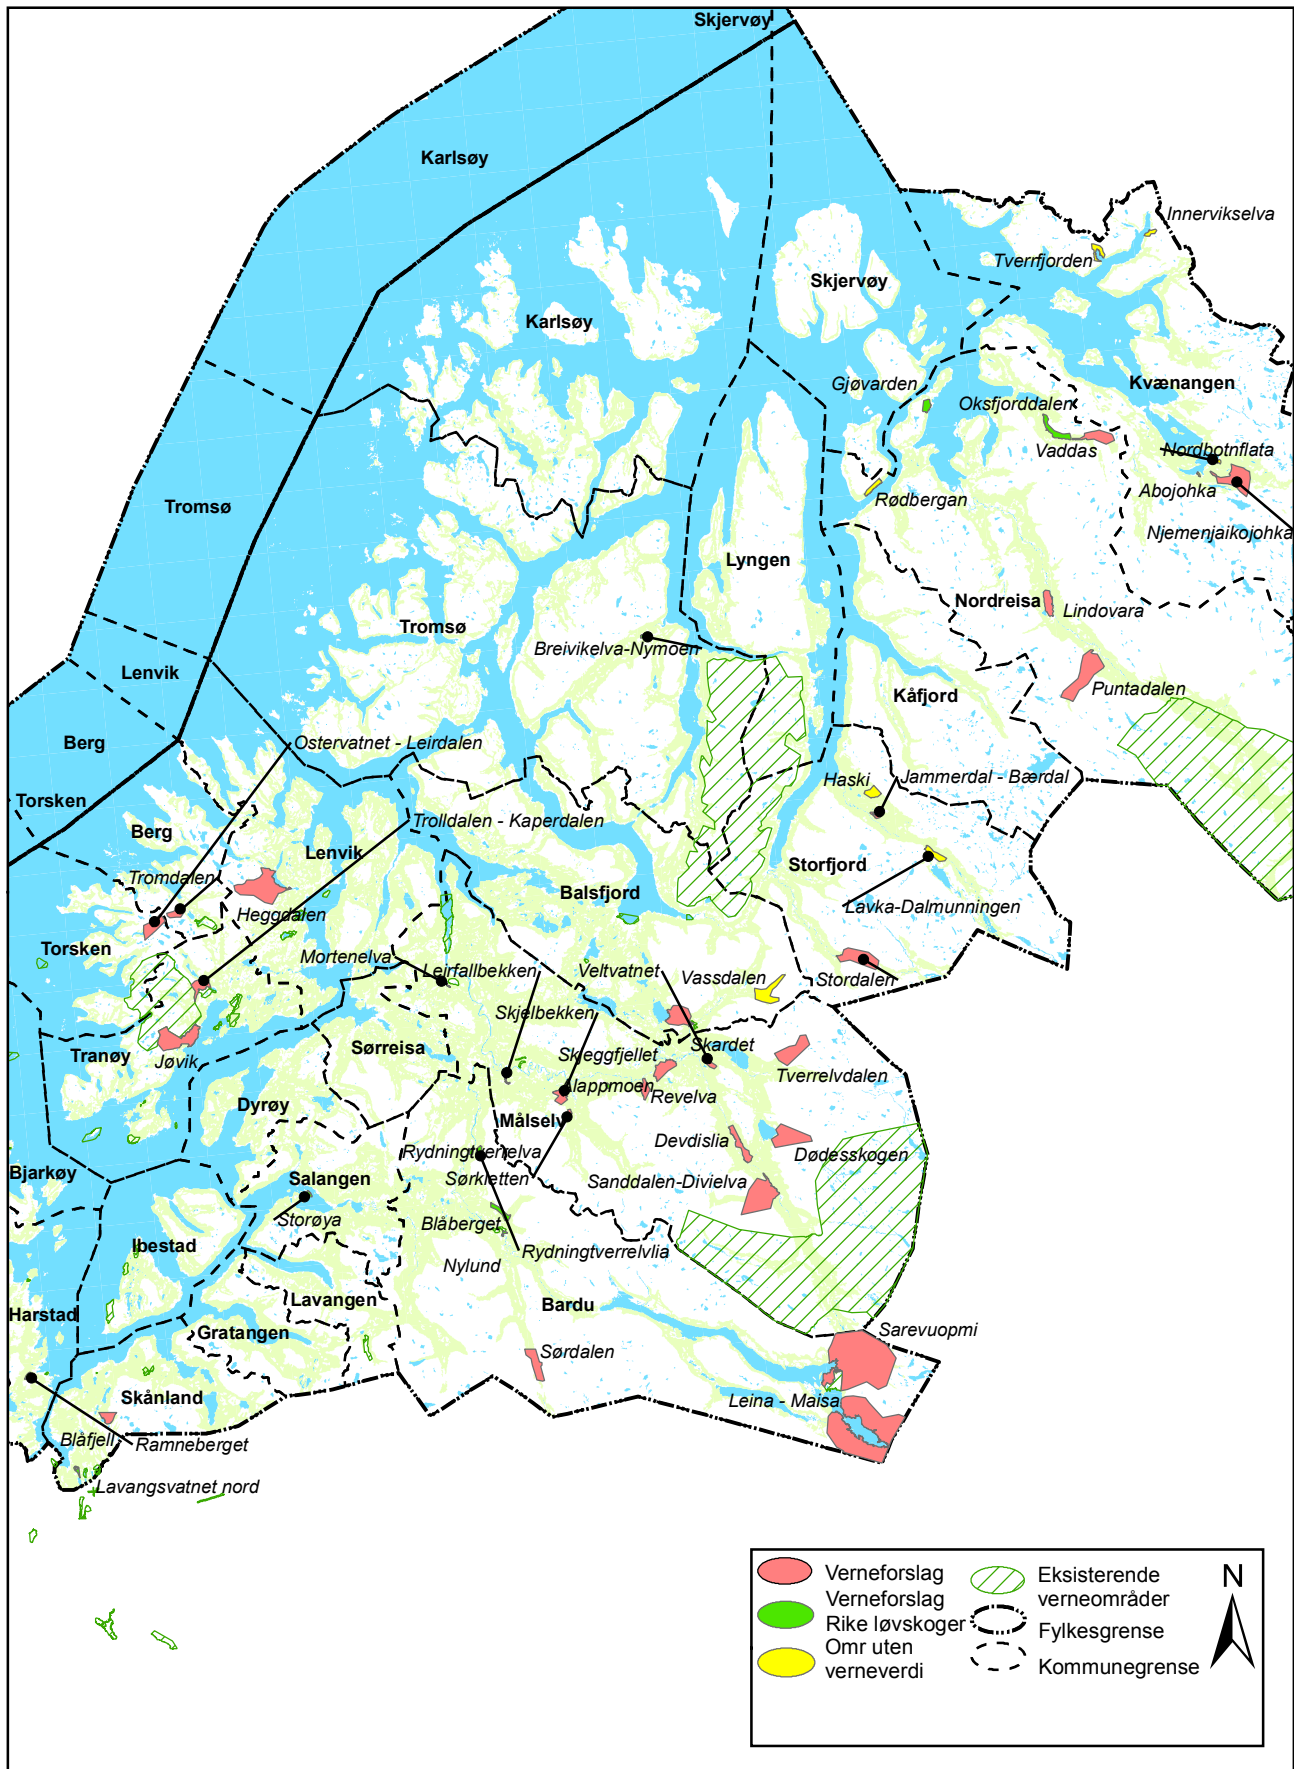 Skjervøy
Karlsøy
Innervikselva
Tverrfjorden
Skjervøy
Karlsøy
Gjøvarden
Kvænangen
Oksfjorddalen
Vaddas
Nordbotnflata
Abojohka
Rødbergan
Tromsø
Njemenjaikojohka
Lyngen
Nordreisa
Lindovara
Tromsø
Breivikelva-Nymoen
Lenvik
Kåfjord
Puntadalen
Berg
Ostervatnet - Leirdalen
Haski
Jammerdal - Bærdal
Torsken
Berg
Trolldalen - Kaperdalen
Lenvik
Storfjord
Tromdalen
Balsfjord
Heggdalen
Lavka-Dalmunningen
Torsken
Mortenelva
Leirfallbekken
Veltvatnet
Vassdalen
Stordalen
Skjelbekken
Sørreisa
Tranøy
Jøvik
Skjeggfjellet
Skardet
Tverrelvdalen
Alappmoen
Revelva
Dyrøy
Målselv
Devdislia
Dødesskogen
Rydningtverrelva
Bjarkøy
Salangen
Sørkletten
Sanddalen-Divielva
Storøya
Blåberget
Ibestad
Rydningtverrelvlia
Nylund
Lavangen
Bardu
Harstad
Gratangen
Sarevuopmi
Sørdalen
Skånland
Leina - Maisa
Blåfjell
Ramneberget
Lavangsvatnet nord
Verneforslag
Verneforslag
Rike løvskoger
Omr uten
verneverdi
Eksisterende
verneområder
Fylkesgrense
Kommunegrense
N